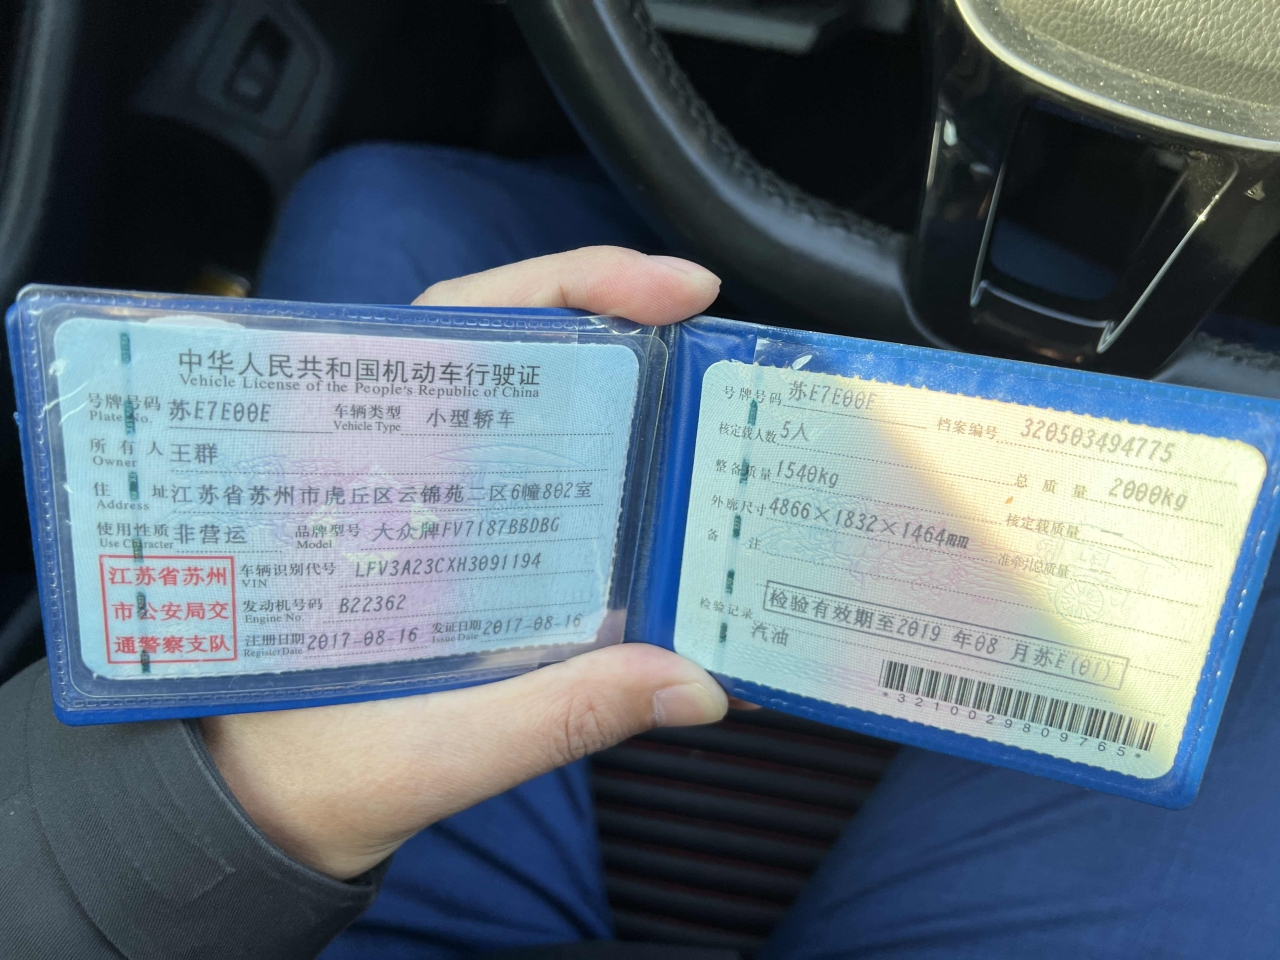 中华人民共和国机动车行驶证
Vehicle License of the People's Republic of China
号牌号码 苏E7E00E 车辆类型 小型轿车
Plate No. Vehicle Type
所有人 王群
Owner
住址 江苏省苏州市虎丘区云锦苑二区6幢802室
Address
使用性质 非营运 品牌型号 大众牌FV7187BBDBG
Use Character Model
江苏省苏州
市公安局交
通警察支队
车辆识别代号 LFV3A23CXH3091194
VIN
发动机号码 B22362
Engine No.
注册日期 2017-08-16 发证日期 2017-08-16
Register Date Issue Date
号牌号码 苏E7E00E 档案编号 320503494775
核定载人数 5人 总质量 2000kg
整备质量 1540kg 核定载质量 --
外廓尺寸 4866×1832×1464mm 准牵引总质量
备注
检验记录 检验有效期至2019年08月苏E(01)
汽油
*3210029809765*